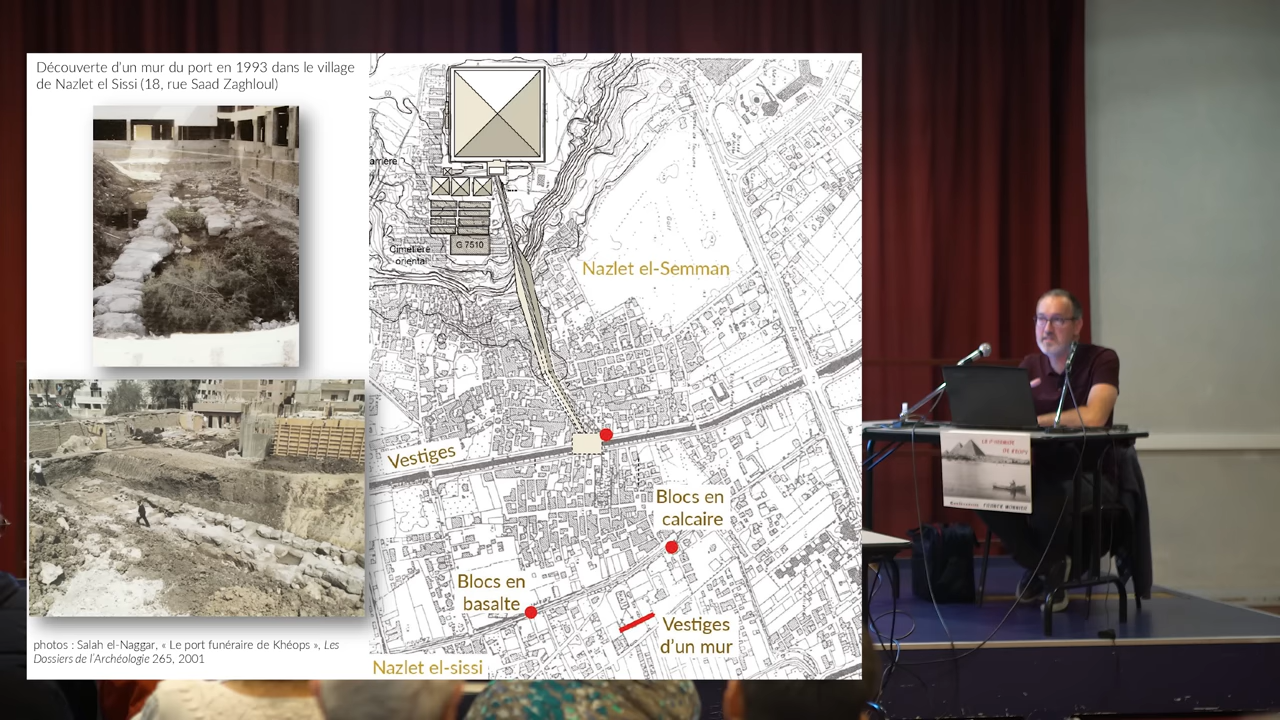 Découverte d'un mur du port en 1993 dans le village
de Nazlet el Sissi (18, rue Saad Zaghloul)
arrière
G 7510
Cimetière
oriental
Nazlet el-Semman
Vestiges
Blocs en
calcaire
Blocs en
basalte
Vestiges
d'un mur
Nazlet el-sissi
photos : Salah el-Naggar, « Le port funéraire de Khéops », Les
Dossiers de l'Archéologie 265, 2001